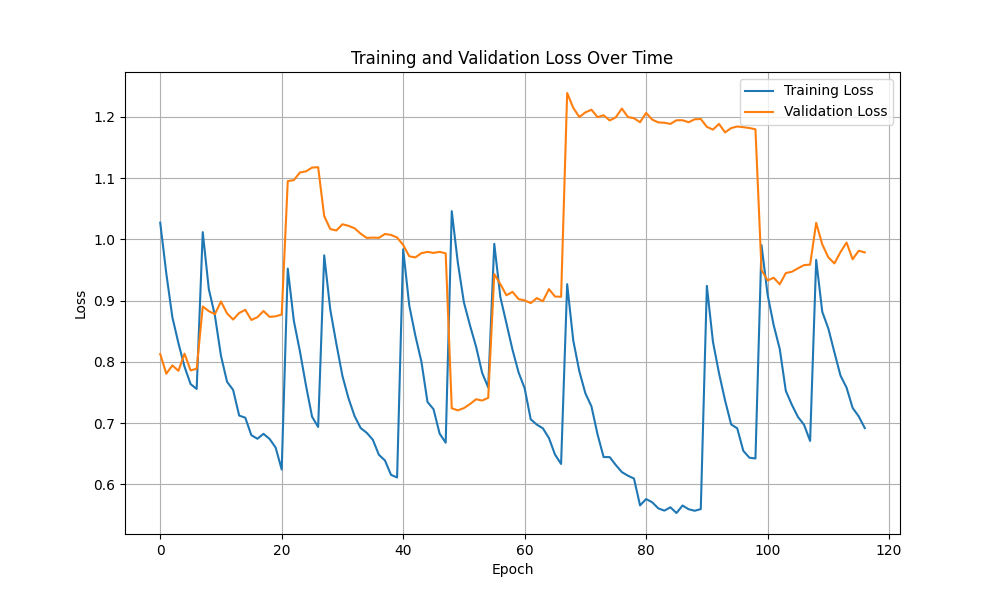 Training and Validation Loss Over Time
Training Loss
Validation Loss
1.2
1.1
1.0
0.9
0.8
0.7
0.6
Loss
0 20 40 60 80 100 120
Epoch